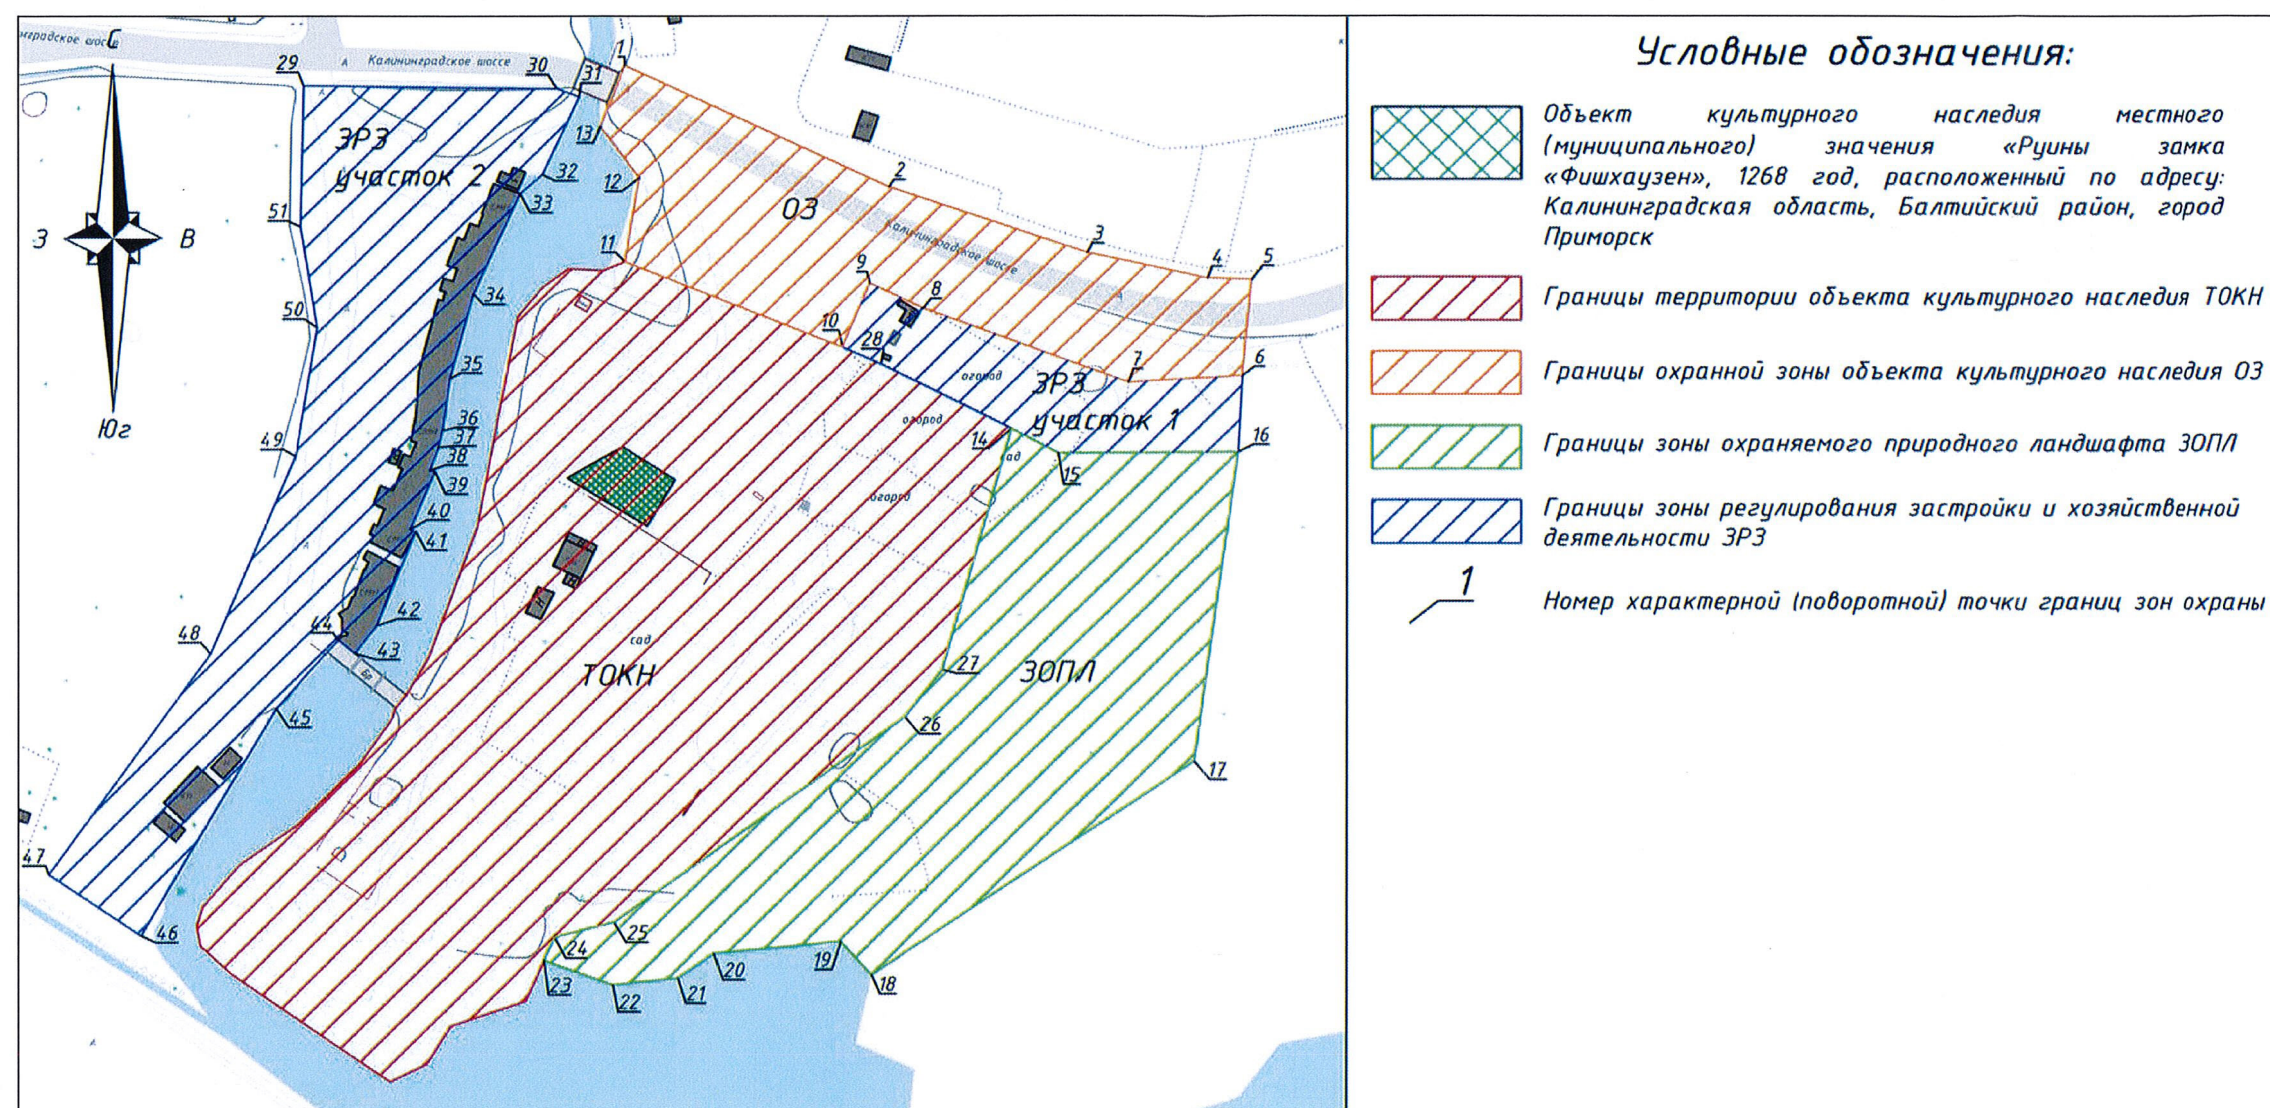 С
Калининградское шоссе
29
30
31
1
13
ЗРЗ
участок 2
32
12
2
33
51
ОЗ
З
В
11
3
Калининградское шоссе
4
5
9
8
34
50
10
28
7
6
35
огород
ЗРЗ
36
Юг
огород
участок 1
37
49
14
16
38
сад
15
39
огород
40
41
42
44
сад
48
43
27
ТОКН
ЗОПЛ
Бр
45
26
17
47
46
25
24
20
19
23
21
18
22
Условные обозначения:
Объект культурного наследия местного
(муниципального) значения «Руины замка
«Фишхаузен», 1268 год, расположенный по адресу:
Калининградская область, Балтийский район, город
Приморск
Границы территории объекта культурного наследия ТОКН
Границы охранной зоны объекта культурного наследия ОЗ
Границы зоны охраняемого природного ландшафта ЗОПЛ
Границы зоны регулирования застройки и хозяйственной
деятельности ЗРЗ
1
Номер характерной (поворотной) точки границ зон охраны